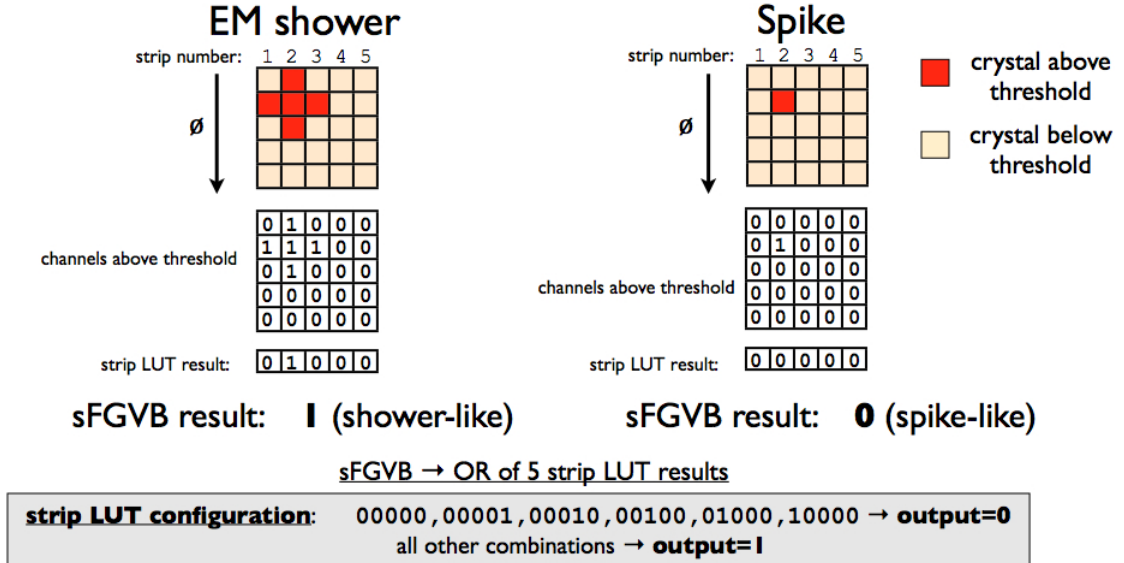 EM shower
strip number: 1 2 3 4 5
ø
channels above threshold
0 1 0 0 0
1 1 1 0 0
0 1 0 0 0
0 0 0 0 0
0 0 0 0 0
strip LUT result: 0 1 0 0 0
sFGVB result: 1 (shower-like)
Spike
strip number: 1 2 3 4 5
ø
channels above threshold
0 0 0 0 0
0 1 0 0 0
0 0 0 0 0
0 0 0 0 0
0 0 0 0 0
strip LUT result: 0 0 0 0 0
sFGVB result: 0 (spike-like)
crystal above
threshold
crystal below
threshold
sFGVB → OR of 5 strip LUT results
strip LUT configuration: 00000,00001,00010,00100,01000,10000 → output=0
all other combinations → output=1